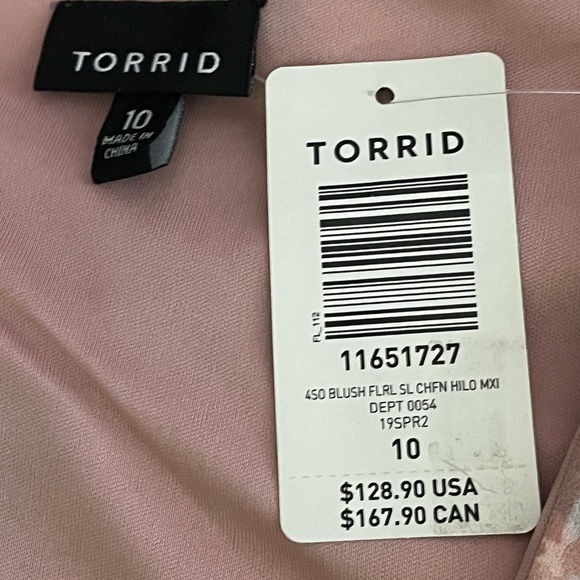 TORRID
10
MADE IN
CHINA
TORRID
FL_112
11651727
4SO BLUSH FLRL SL CHFN HILO MXI
DEPT 0054
19SPR2
10
$128.90 USA
$167.90 CAN